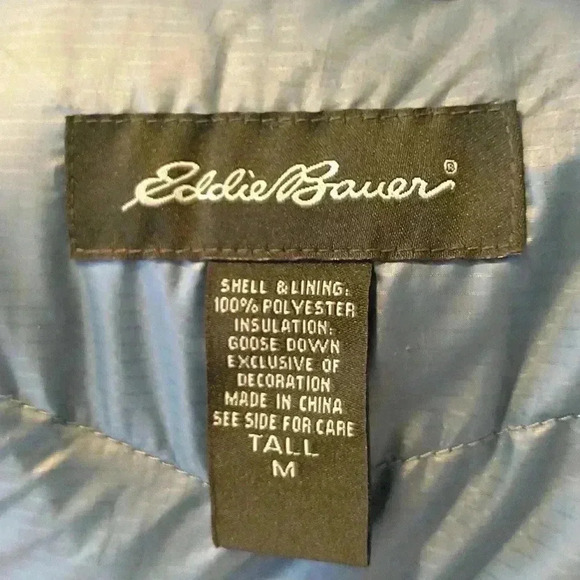 Eddie Bauer®
SHELL & LINING:
100% POLYESTER
INSULATION:
GOOSE DOWN
EXCLUSIVE OF
DECORATION
MADE IN CHINA
SEE SIDE FOR CARE
TALL
M